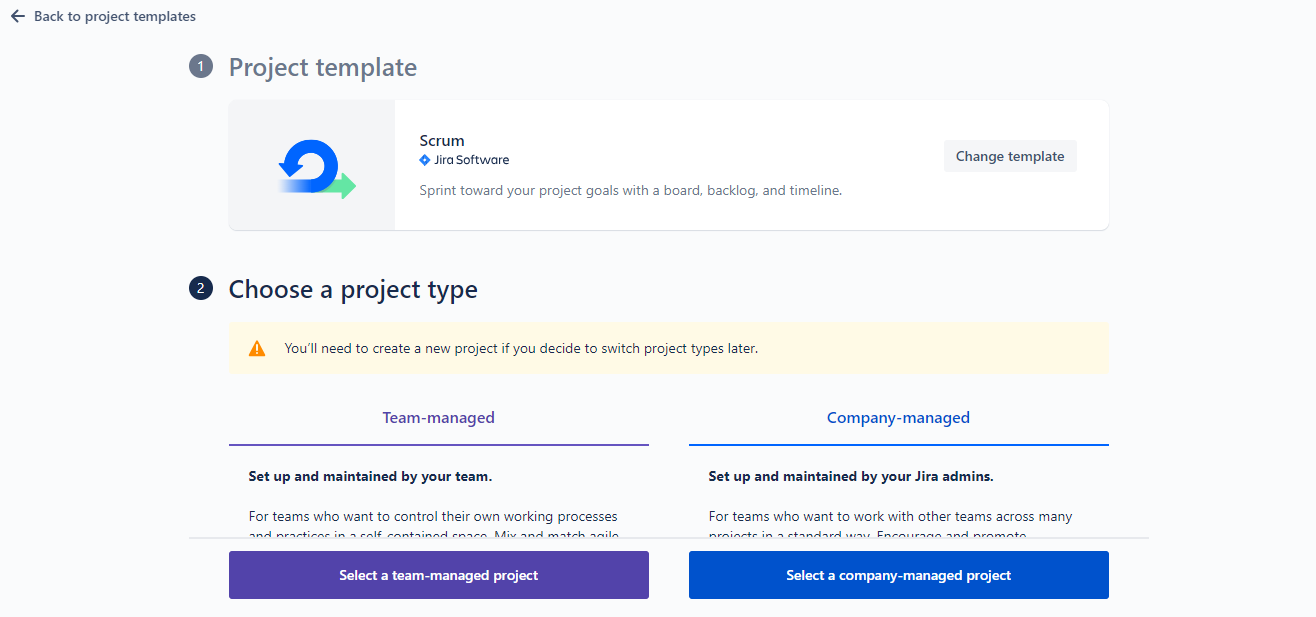 Back to project templates
1 Project template
Scrum
Jira Software
Sprint toward your project goals with a board, backlog, and timeline.
Change template
2 Choose a project type
You'll need to create a new project if you decide to switch project types later.
Team-managed
Set up and maintained by your team.
For teams who want to control their own working processes
and practices in a self-contained space. Mix and match agile
Select a team-managed project
Company-managed
Set up and maintained by your Jira admins.
For teams who want to work with other teams across many
projects in a standard way. Encourage and promote
Select a company-managed project